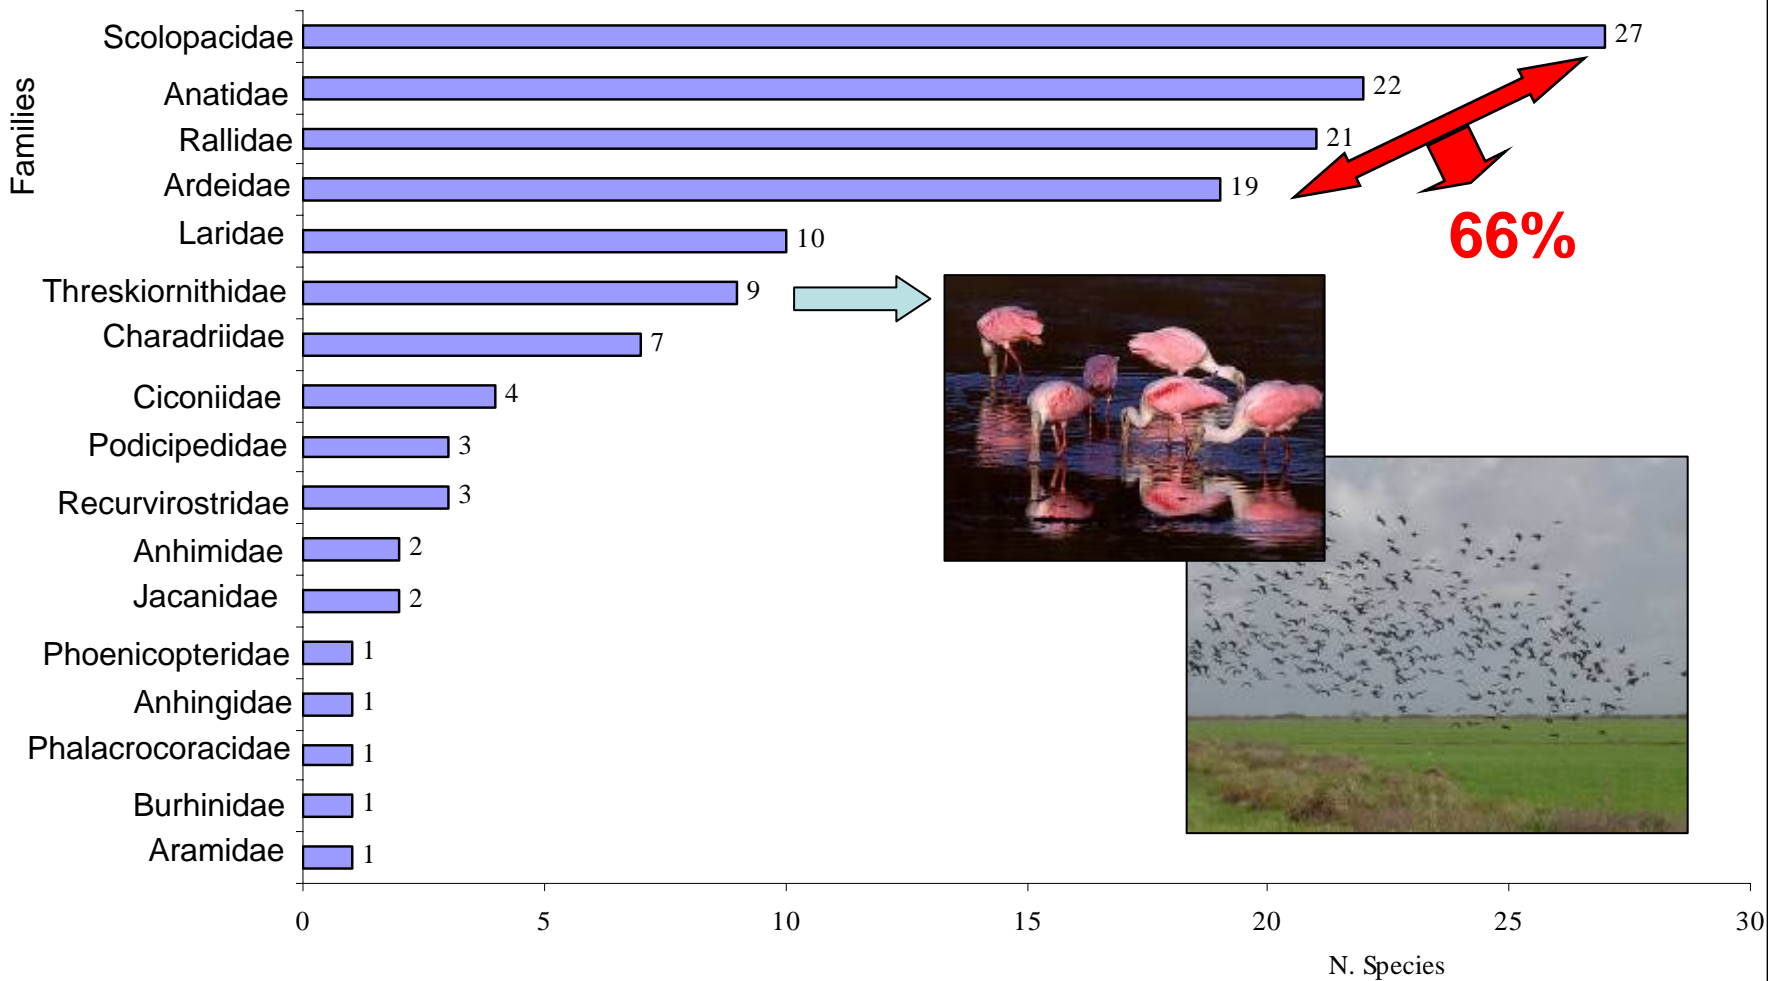 Families
Scolopacidae 27
Anatidae 22
Rallidae 21
Ardeidae 19
66%
Laridae 10
Threskiornithidae 9
Charadriidae 7
Ciconiidae 4
Podicipedidae 3
Recurvirostridae 3
Anhimidae 2
Jacanidae 2
Phoenicopteridae 1
Anhingidae 1
Phalacrocoracidae 1
Burhinidae 1
Aramidae 1
0 5 10 15 20 25 30
N. Species